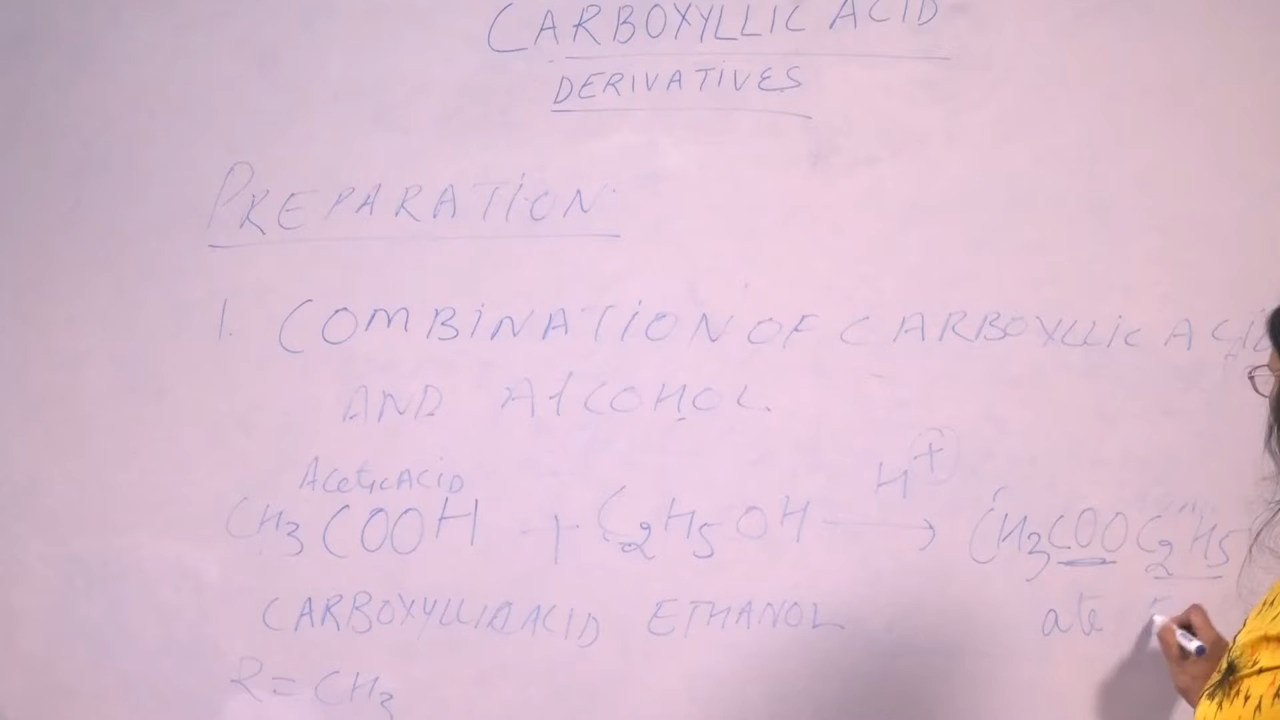 CARBOXYLLIC ACID
DERIVATIVES
PREPARATION
1. COMBINATION OF CARBOXYLLIC ACID
AND AlCOHOL.
Acetic ACID
H+
CH3COOH + C2H5OH → CH3COOC2H5
CARBOXYLLIC ACID ETHANOL ate
R = CH3